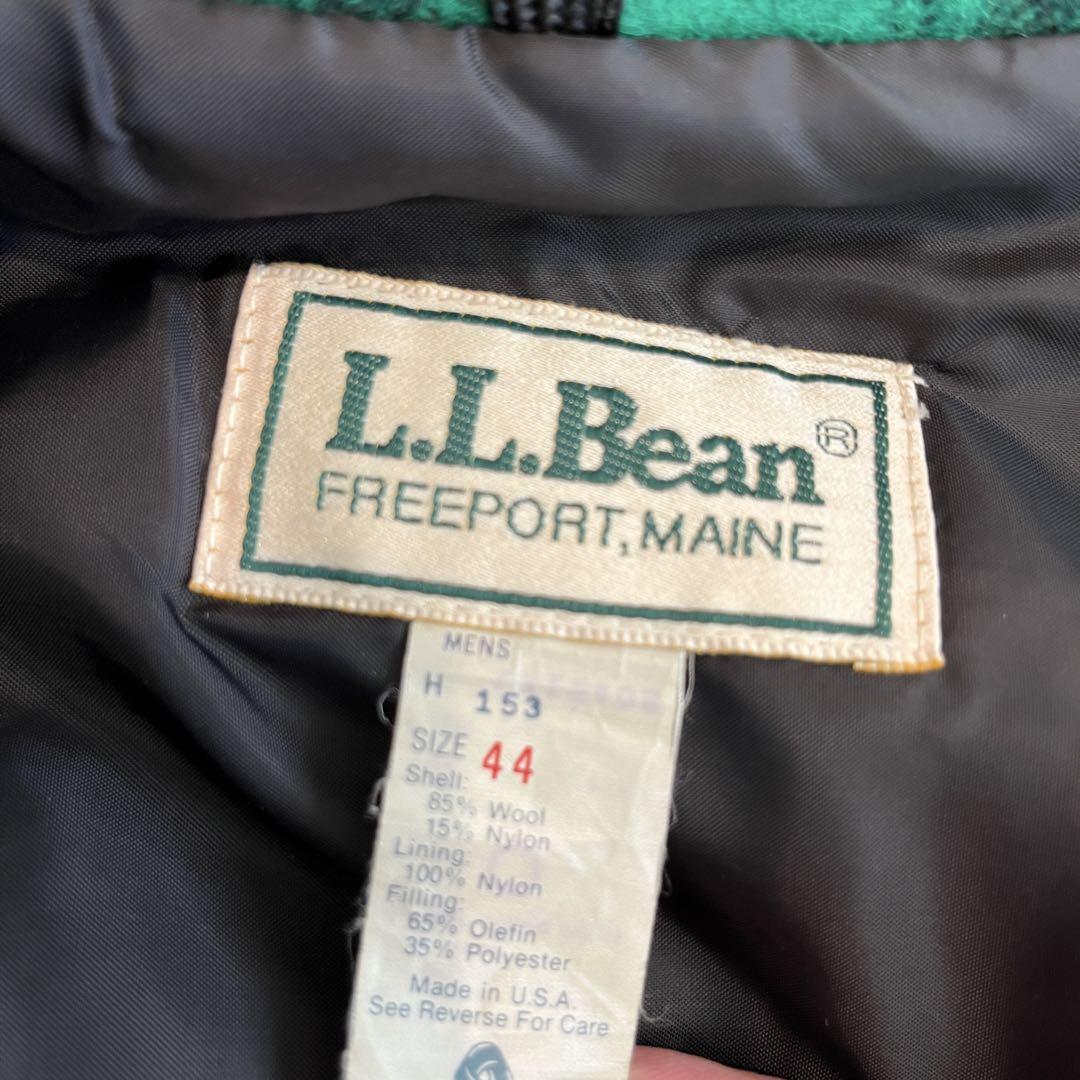 L.L.Bean®
FREEPORT, MAINE
MENS
H 153
SIZE 44
Shell:
85% Wool
15% Nylon
Lining:
100% Nylon
Filling:
65% Olefin
35% Polyester
Made in U.S.A.
See Reverse For Care